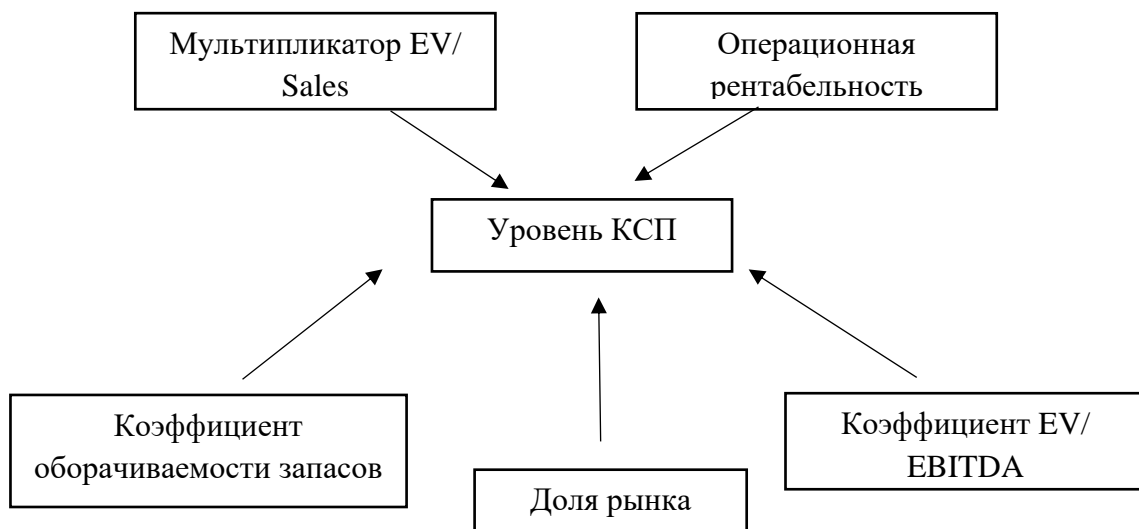 Мультипликатор EV/
Sales
Операционная
рентабельность
Уровень КСП
Коэффициент
оборачиваемости запасов
Доля рынка
Коэффициент EV/
EBITDA